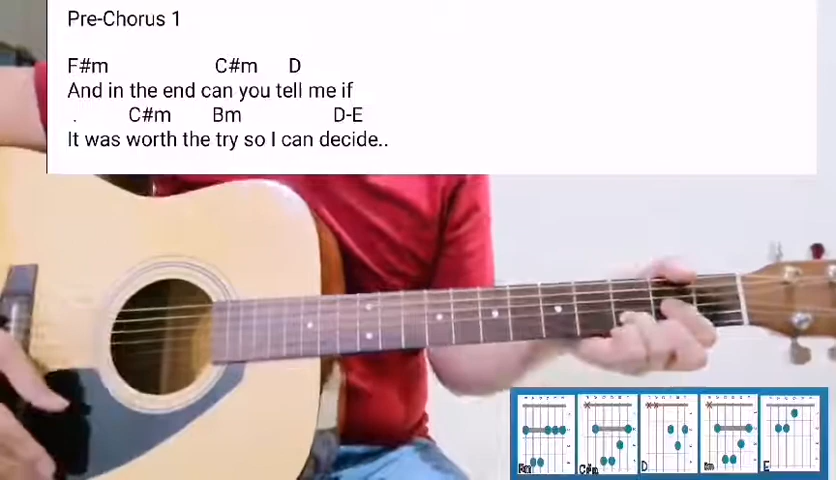 Pre-Chorus 1
F#m C#m D
And in the end can you tell me if
. C#m Bm D-E
It was worth the try so I can decide..
C#m D Bm E